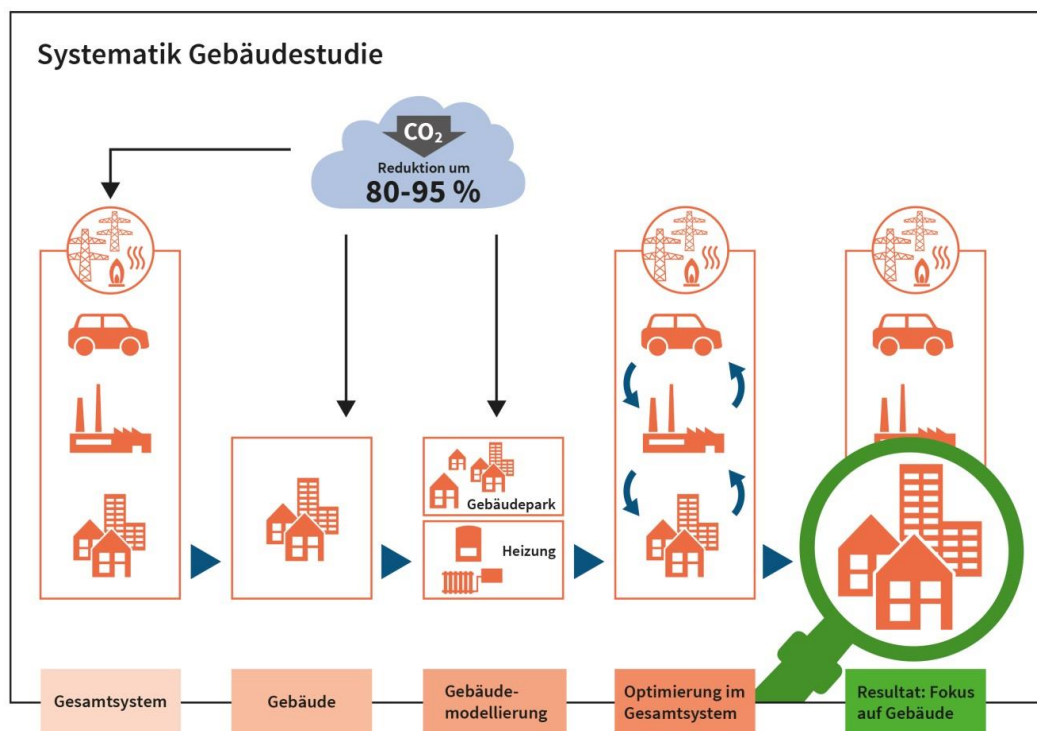 Systematik Gebäudestudie
CO₂
Reduktion um
80-95 %
Gebäudepark
Heizung
Gesamtsystem
Gebäude
Gebäude-
modellierung
Optimierung im
Gesamtsystem
Resultat: Fokus
auf Gebäude